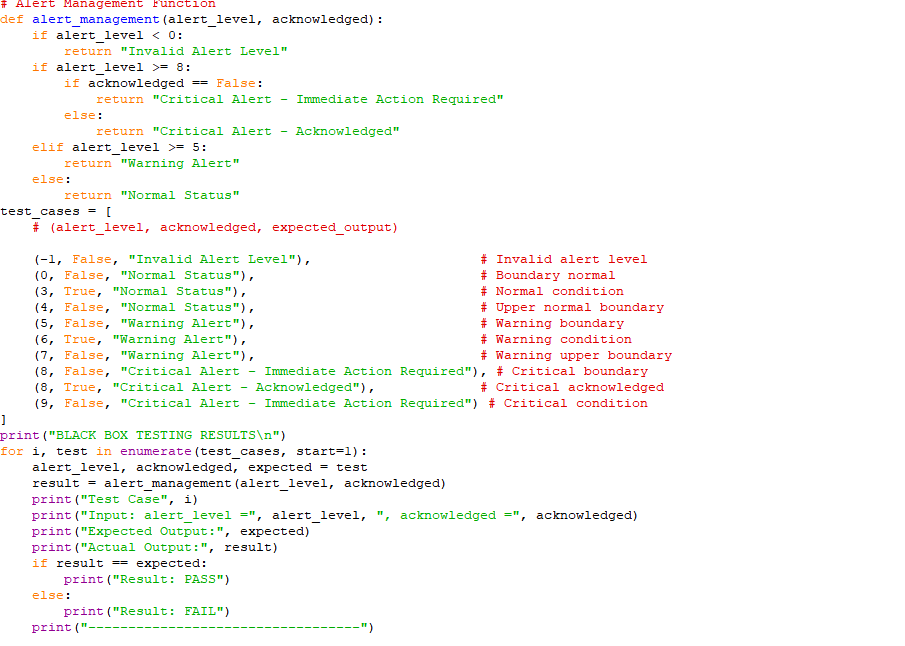 # Alert Management Function
def alert_management(alert_level, acknowledged):
    if alert_level < 0:
        return "Invalid Alert Level"
    if alert_level >= 8:
        if acknowledged == False:
            return "Critical Alert - Immediate Action Required"
        else:
            return "Critical Alert - Acknowledged"
    elif alert_level >= 5:
        return "Warning Alert"
    else:
        return "Normal Status"
test_cases = [
    # (alert_level, acknowledged, expected_output)
    (-1, False, "Invalid Alert Level"),                     # Invalid alert level
    (0, False, "Normal Status"),                            # Boundary normal
    (3, True, "Normal Status"),                             # Normal condition
    (4, False, "Normal Status"),                            # Upper normal boundary
    (5, False, "Warning Alert"),                            # Warning boundary
    (6, True, "Warning Alert"),                             # Warning condition
    (7, False, "Warning Alert"),                            # Warning upper boundary
    (8, False, "Critical Alert - Immediate Action Required"), # Critical boundary
    (8, True, "Critical Alert - Acknowledged"),             # Critical acknowledged
    (9, False, "Critical Alert - Immediate Action Required") # Critical condition
]
print("BLACK BOX TESTING RESULTS\n")
for i, test in enumerate(test_cases, start=1):
    alert_level, acknowledged, expected = test
    result = alert_management(alert_level, acknowledged)
    print("Test Case", i)
    print("Input: alert_level =", alert_level, ", acknowledged =", acknowledged)
    print("Expected Output:", expected)
    print("Actual Output:", result)
    if result == expected:
        print("Result: PASS")
    else:
        print("Result: FAIL")
    print("----------------------------------")